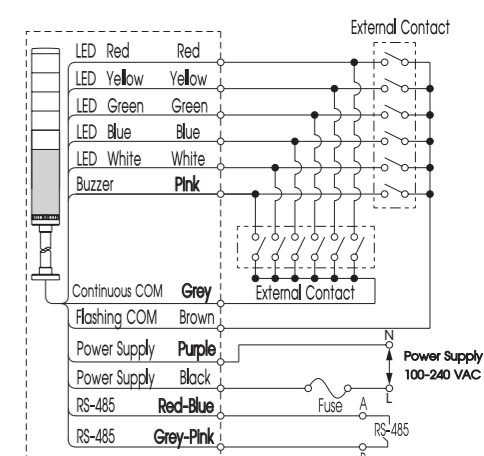 External Contact
LED Red Red
LED Yellow Yellow
LED Green Green
LED Blue Blue
LED White White
Buzzer Pink
Continuous COM Grey
External Contact
Flashing COM Brown
N
Power Supply Purple
Power Supply
100-240 VAC
Power Supply Black
Fuse
L
RS-485 Red-Blue
A
RS-485
RS-485 Grey-Pink